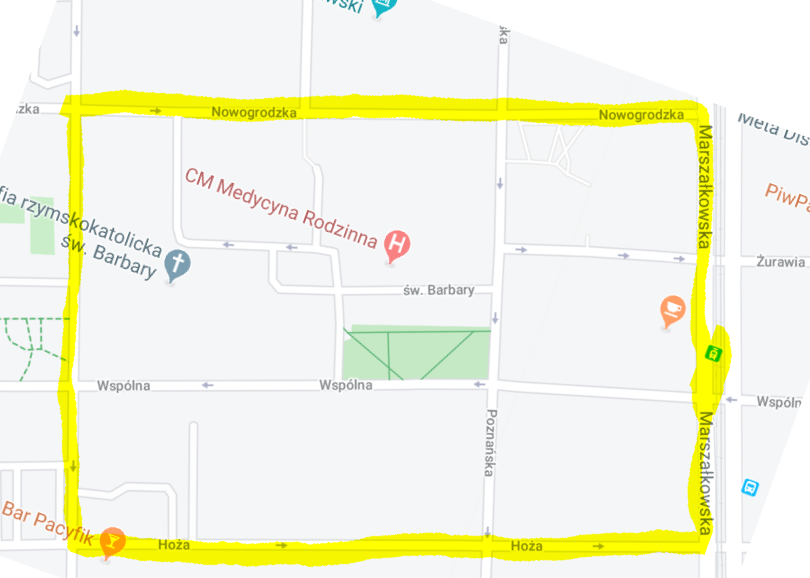 wski
ska
zka
Nowogrodzka
Nowogrodzka
Meta Dis
Marszałkowska
CM Medycyna Rodzinna
H
PiwPa
fia rzymskokatolicka
św. Barbary
Żurawia
św. Barbary
Wspólna
Wspólna
Wspóln
Poznańska
Marszałkowska
Bar Pacyfik
Hoża
Hoża